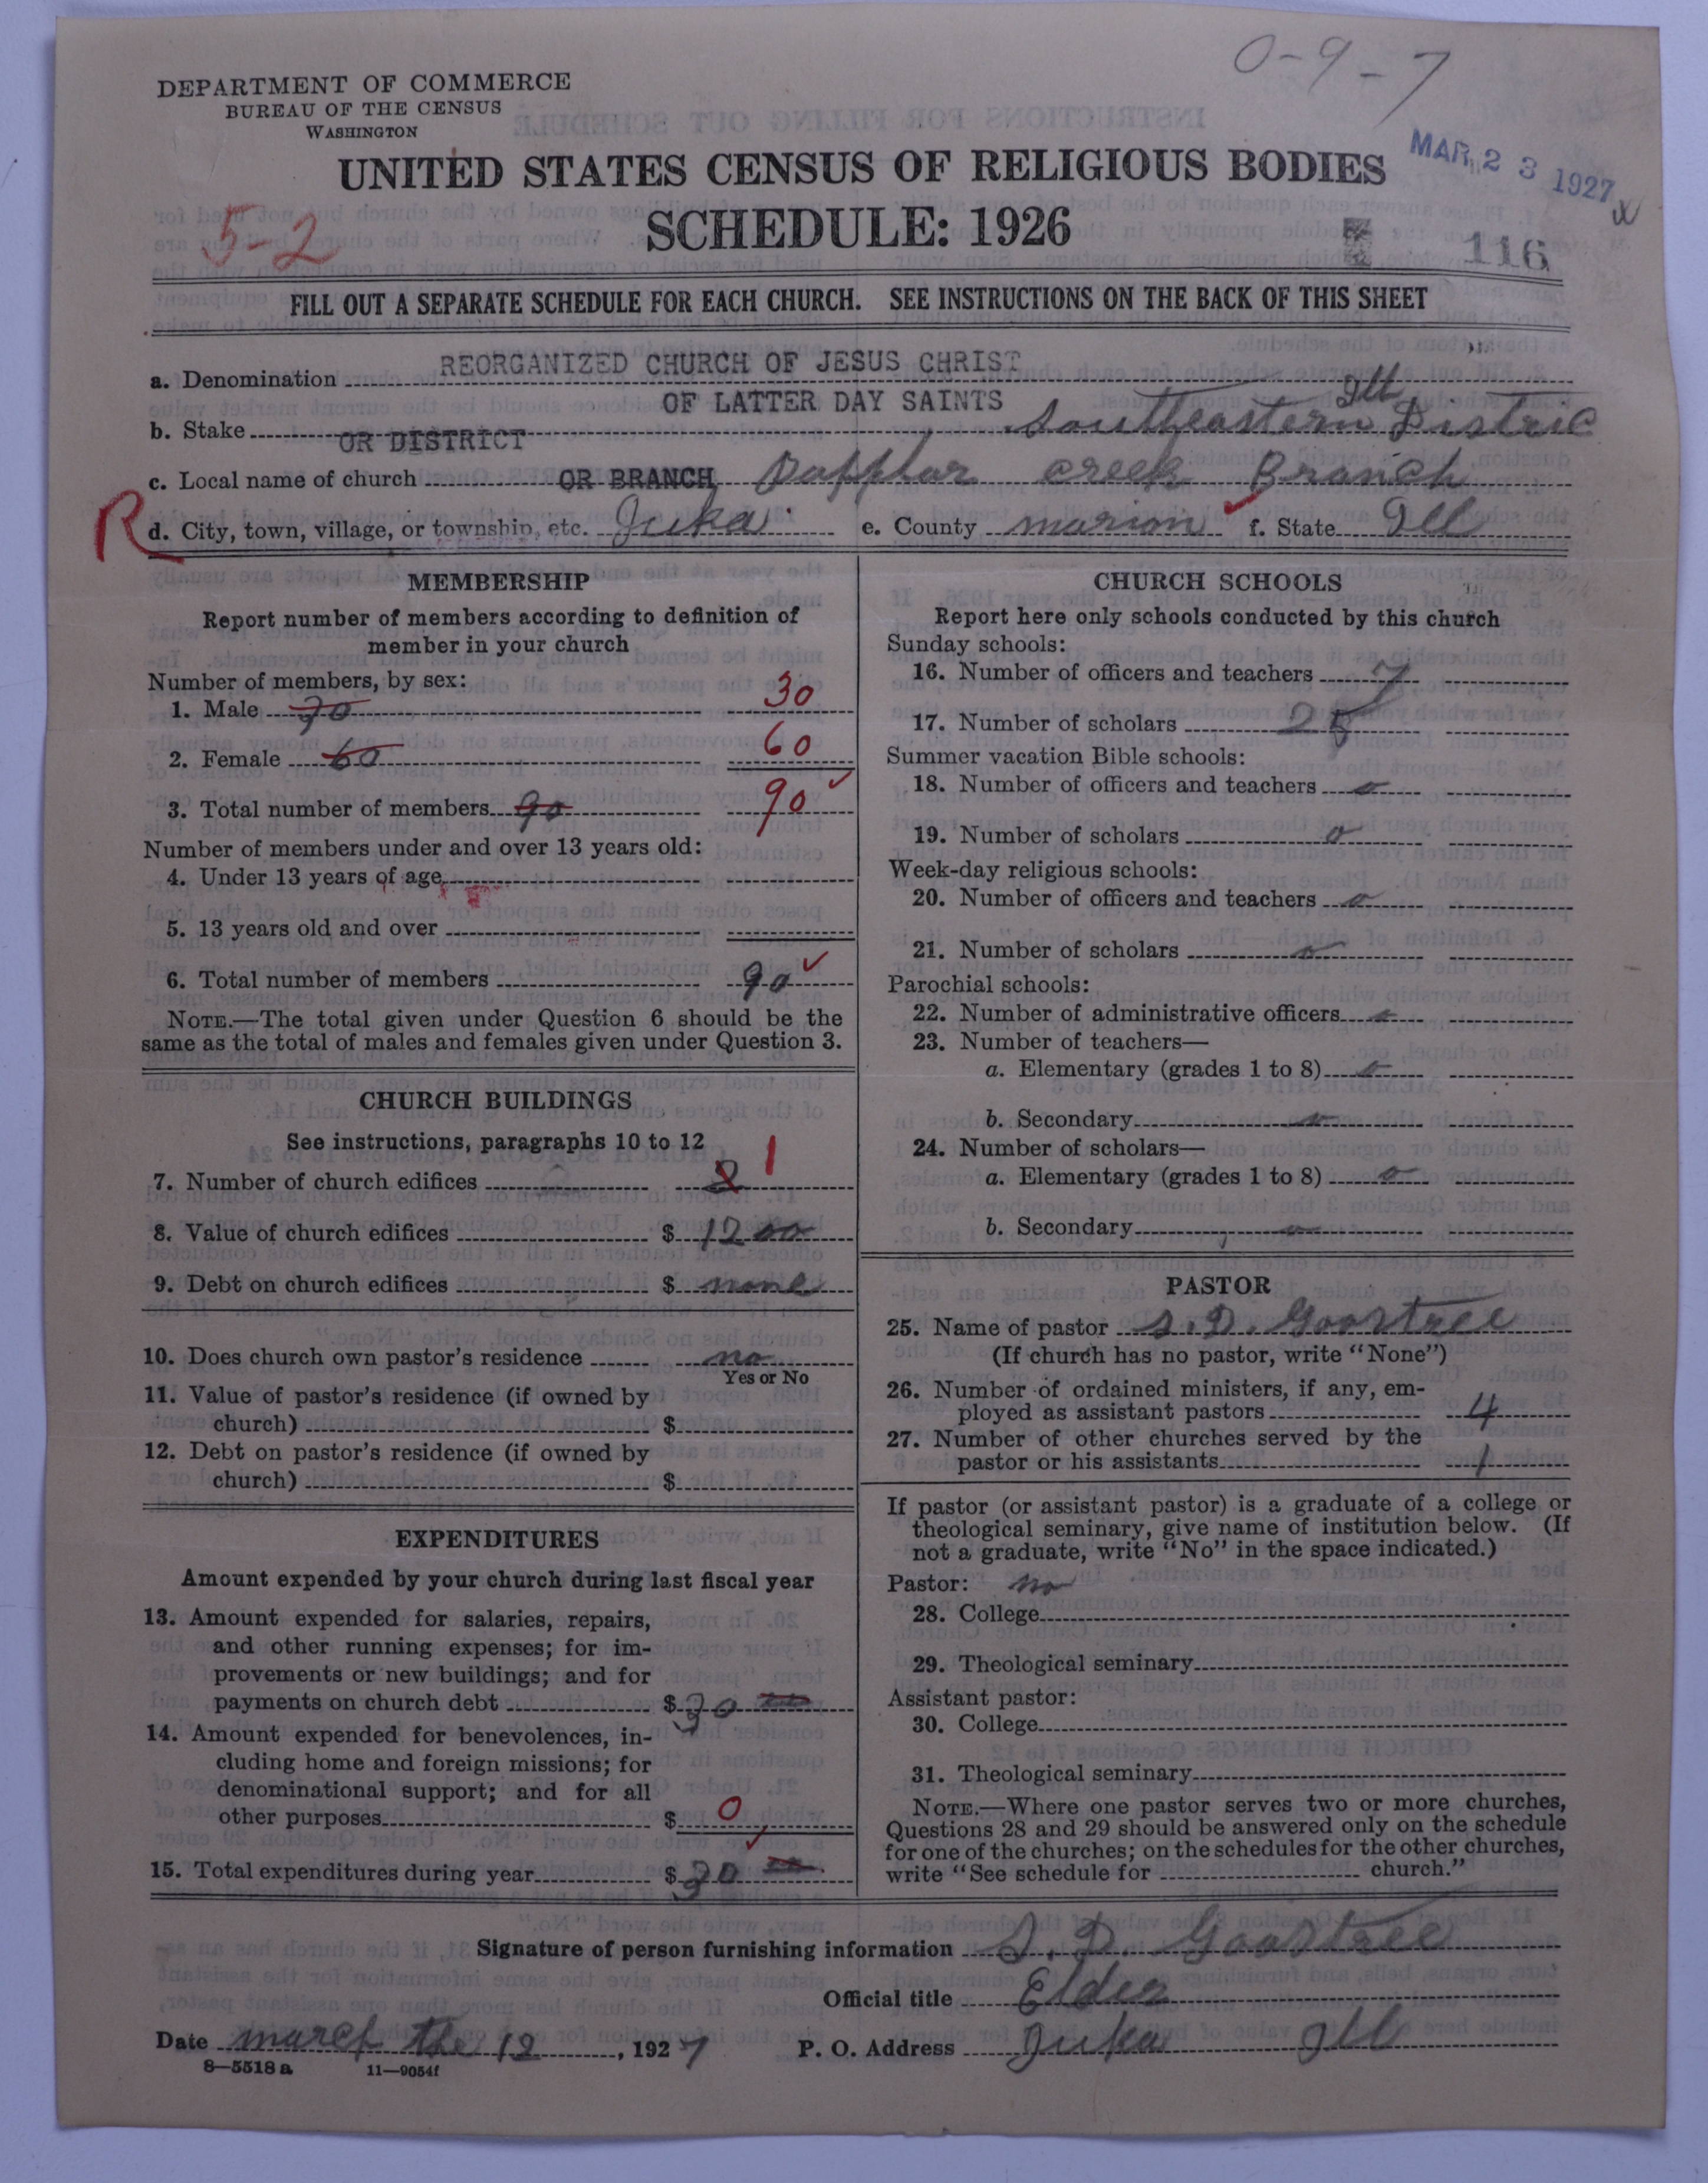 0-9-7
DEPARTMENT OF COMMERCE
BUREAU OF THE CENSUS
WASHINGTON
MAR 23 1927
UNITED STATES CENSUS OF RELIGIOUS BODIES
5-2
SCHEDULE: 1926
116
FILL OUT A SEPARATE SCHEDULE FOR EACH CHURCH. SEE INSTRUCTIONS ON THE BACK OF THIS SHEET
a. Denomination REORGANIZED CHURCH OF JESUS CHRIST
OF LATTER DAY SAINTS
b. Stake OR DISTRICT Southeastern Ill Distric
c. Local name of church OR BRANCH Creek Branch
R
d. City, town, village, or township, etc. Iuka e. County marion f. State Ill
MEMBERSHIP
Report number of members according to definition of
member in your church
Number of members, by sex:
1. Male 30 30
2. Female 60 60
3. Total number of members 90 90
Number of members under and over 13 years old:
4. Under 13 years of age
5. 13 years old and over
6. Total number of members 90
NOTE.—The total given under Question 6 should be the
same as the total of males and females given under Question 3.
CHURCH BUILDINGS
See instructions, paragraphs 10 to 12
7. Number of church edifices 1
8. Value of church edifices $ 1200
9. Debt on church edifices $ none
10. Does church own pastor's residence no
Yes or No
11. Value of pastor's residence (if owned by
church) $
12. Debt on pastor's residence (if owned by
church) $
EXPENDITURES
Amount expended by your church during last fiscal year
13. Amount expended for salaries, repairs,
and other running expenses; for im-
provements or new buildings; and for
payments on church debt $ 30
14. Amount expended for benevolences, in-
cluding home and foreign missions; for
denominational support; and for all
other purposes $ 0
15. Total expenditures during year $ 30
CHURCH SCHOOLS
Report here only schools conducted by this church
Sunday schools:
16. Number of officers and teachers 7
17. Number of scholars 25
Summer vacation Bible schools:
18. Number of officers and teachers o
19. Number of scholars o
Week-day religious schools:
20. Number of officers and teachers o
21. Number of scholars o
Parochial schools:
22. Number of administrative officers o
23. Number of teachers—
a. Elementary (grades 1 to 8) o
b. Secondary o
24. Number of scholars—
a. Elementary (grades 1 to 8) o
b. Secondary o
PASTOR
25. Name of pastor S. D. Goostree
(If church has no pastor, write "None")
26. Number of ordained ministers, if any, em-
ployed as assistant pastors 4
27. Number of other churches served by the
pastor or his assistants 1
If pastor (or assistant pastor) is a graduate of a college or
theological seminary, give name of institution below. (If
not a graduate, write "No" in the space indicated.)
Pastor: no
28. College
29. Theological seminary
Assistant pastor:
30. College
31. Theological seminary
NOTE.—Where one pastor serves two or more churches,
Questions 28 and 29 should be answered only on the schedule
for one of the churches; on the schedules for the other churches,
write "See schedule for church."
Signature of person furnishing information S. D. Goostree
Official title Elder
Date march the 12, 1927 P. O. Address Iuka Ill
8—5518 a 11—9054f